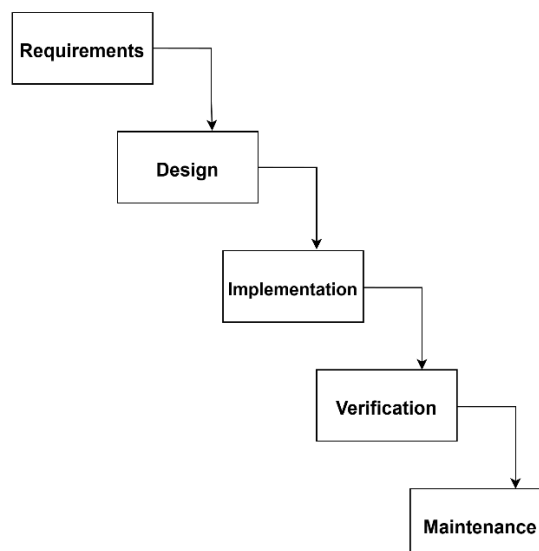 Requirements
Design
Implementation
Verification
Maintenance